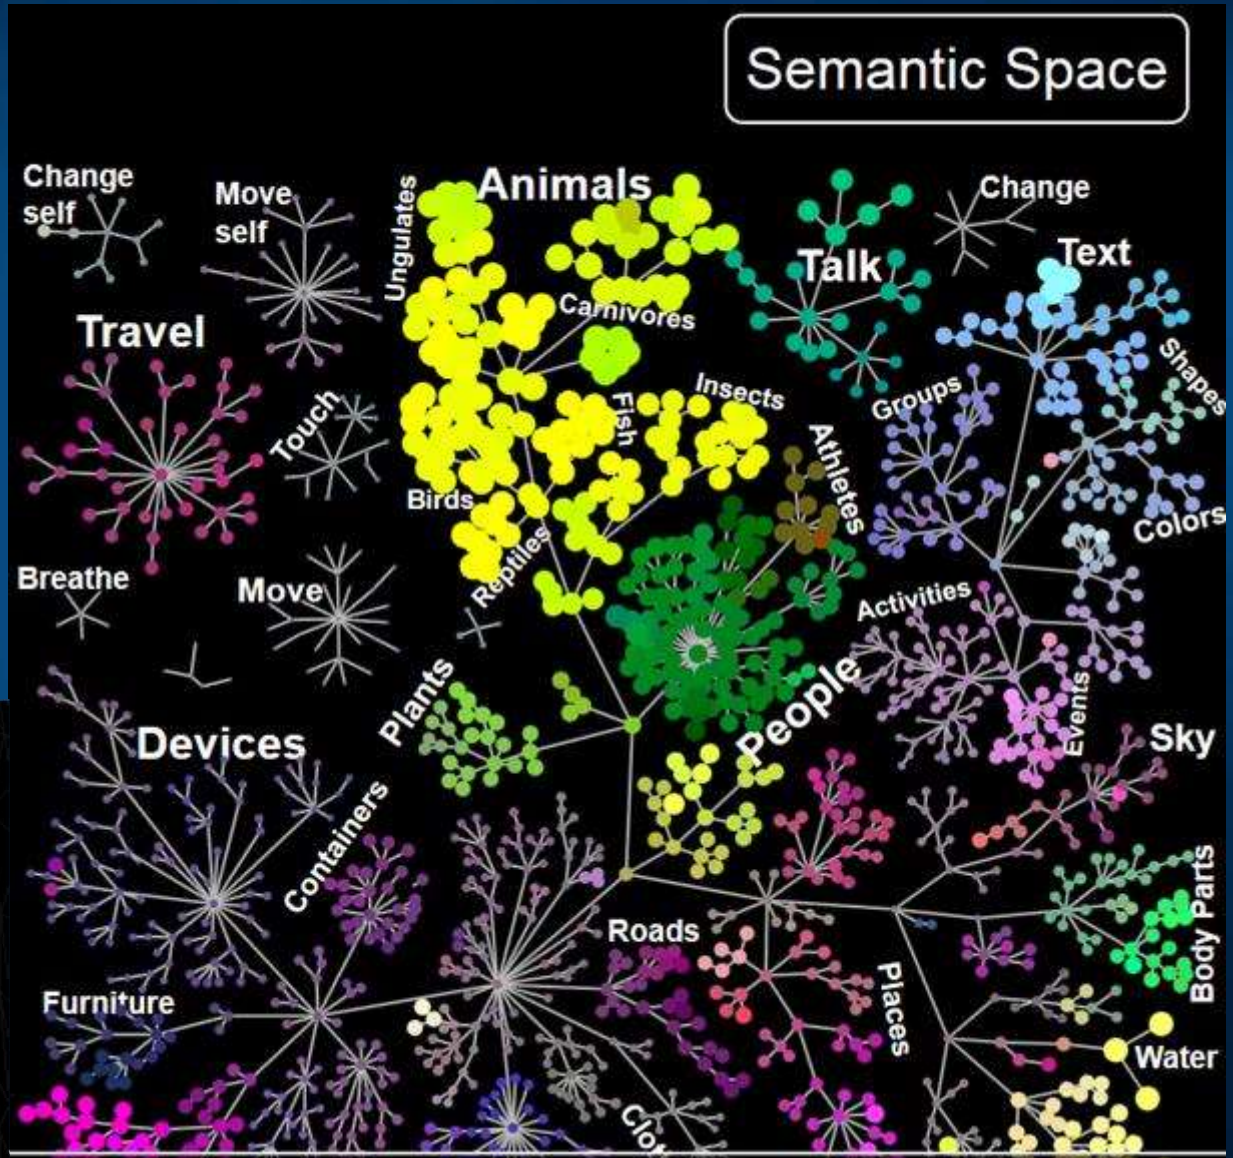 Semantic Space
Change
self
Move
self
Ungulates
Animals
Talk
Change
Text
Travel
Carnivores
Shapes
Touch
Fish
Insects
Groups
Birds
Athletes
Colors
Breathe
Move
Reptiles
Activities
Plants
People
Events
Sky
Devices
Containers
Roads
Places
Body Parts
Furniture
Water